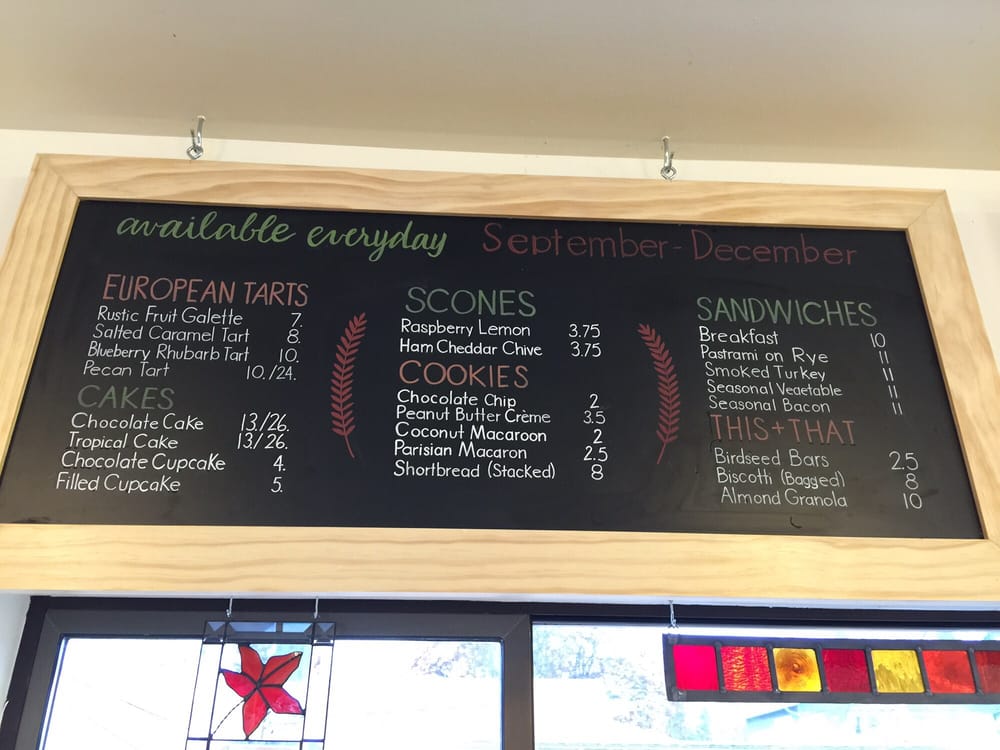 available everyday September-December
EUROPEAN TARTS
Rustic Fruit Galette 7.
Salted Caramel Tart 8.
Blueberry Rhubarb Tart 10.
Pecan Tart 10./24.
CAKES
Chocolate Cake 13/26.
Tropical Cake 13/26.
Chocolate Cupcake 4.
Filled Cupcake 5.
SCONES
Raspberry Lemon 3.75
Ham Cheddar Chive 3.75
COOKIES
Chocolate Chip 2
Peanut Butter Crème 3.5
Coconut Macaroon 2
Parisian Macaron 2.5
Shortbread (Stacked) 8
SANDWICHES
Breakfast 10
Pastrami on Rye 11
Smoked Turkey 11
Seasonal Vegetable 11
Seasonal Bacon 11
THIS + THAT
Birdseed Bars 2.5
Biscotti (Bagged) 8
Almond Granola 10